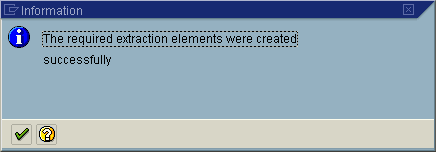 Information
The required extraction elements were created
successfully